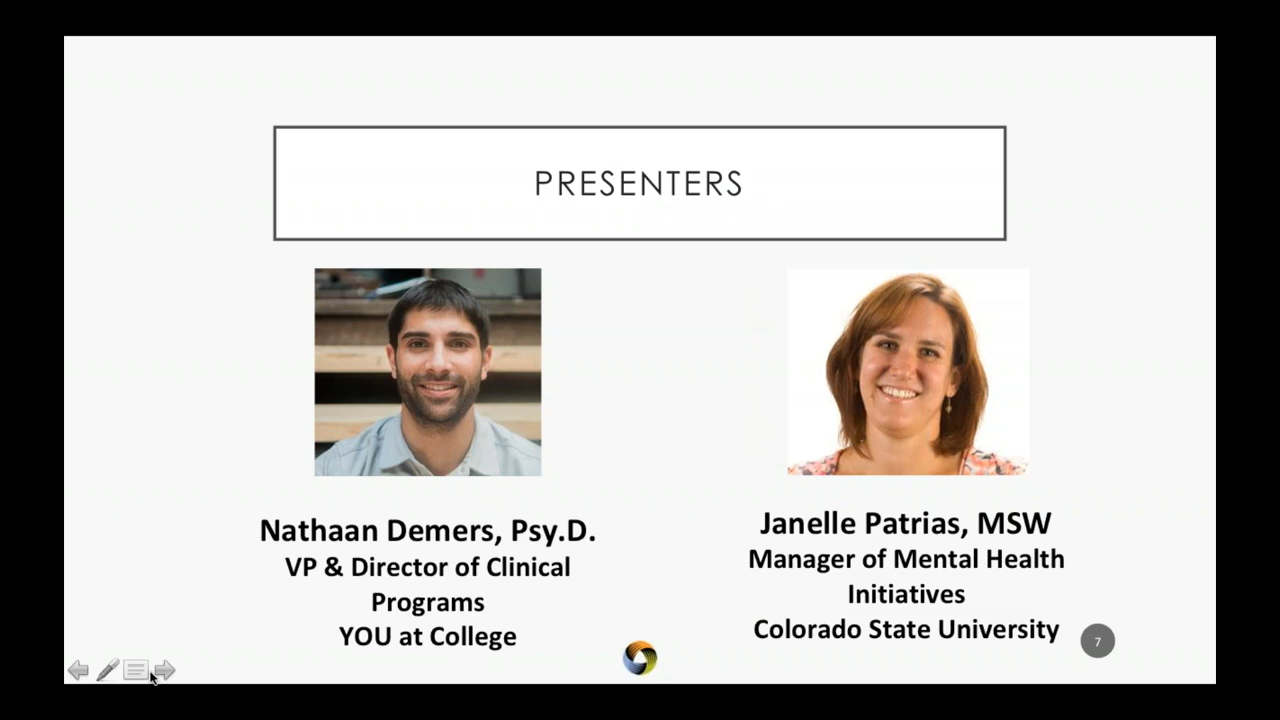 PRESENTERS
Nathaan Demers, Psy.D.
VP & Director of Clinical
Programs
YOU at College
Janelle Patrias, MSW
Manager of Mental Health
Initiatives
Colorado State University
7